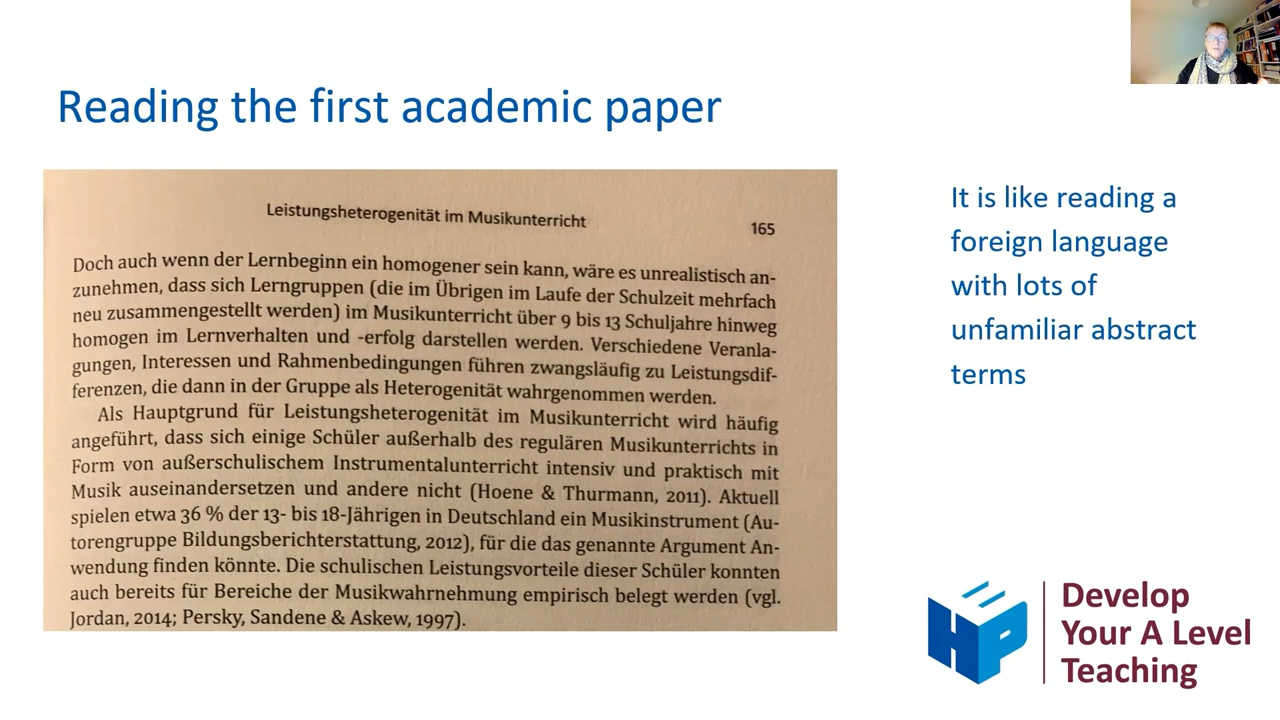 Reading the first academic paper
Leistungsheterogenität im Musikunterricht
165
Doch auch wenn der Lernbeginn ein homogener sein kann, wäre es unrealistisch an-
zunehmen, dass sich Lerngruppen (die im Übrigen im Laufe der Schulzeit mehrfach
neu zusammengestellt werden) im Musikunterricht über 9 bis 13 Schuljahre hinweg
homogen im Lernverhalten und -erfolg darstellen werden. Verschiedene Veranla-
gungen, Interessen und Rahmenbedingungen führen zwangsläufig zu Leistungsdif-
ferenzen, die dann in der Gruppe als Heterogenität wahrgenommen werden.
Als Hauptgrund für Leistungsheterogenität im Musikunterricht wird häufig
angeführt, dass sich einige Schüler außerhalb des regulären Musikunterrichts in
Form von außerschulischem Instrumentalunterricht intensiv und praktisch mit
Musik auseinandersetzen und andere nicht (Hoene & Thurmann, 2011). Aktuell
spielen etwa 36 % der 13- bis 18-Jährigen in Deutschland ein Musikinstrument (Au-
torengruppe Bildungsberichterstattung, 2012), für die das genannte Argument An-
wendung finden könnte. Die schulischen Leistungsvorteile dieser Schüler konnten
auch bereits für Bereiche der Musikwahrnehmung empirisch belegt werden (vgl.
Jordan, 2014; Persky, Sandene & Askew, 1997).
It is like reading a
foreign language
with lots of
unfamiliar abstract
terms
HP
Develop
Your A Level
Teaching